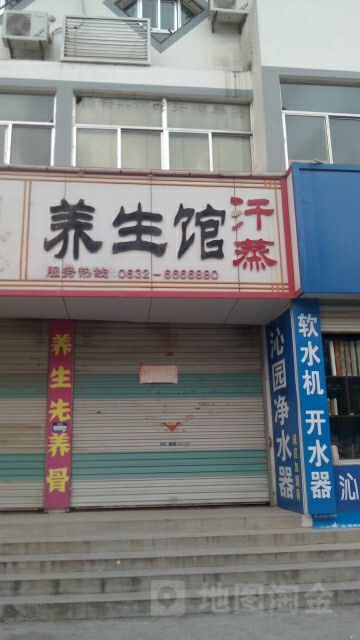 养生馆
汗蒸
服务热线:0632-6666880
养生先养骨
沁园净水器
软水机 开水器
沁
地图淘金